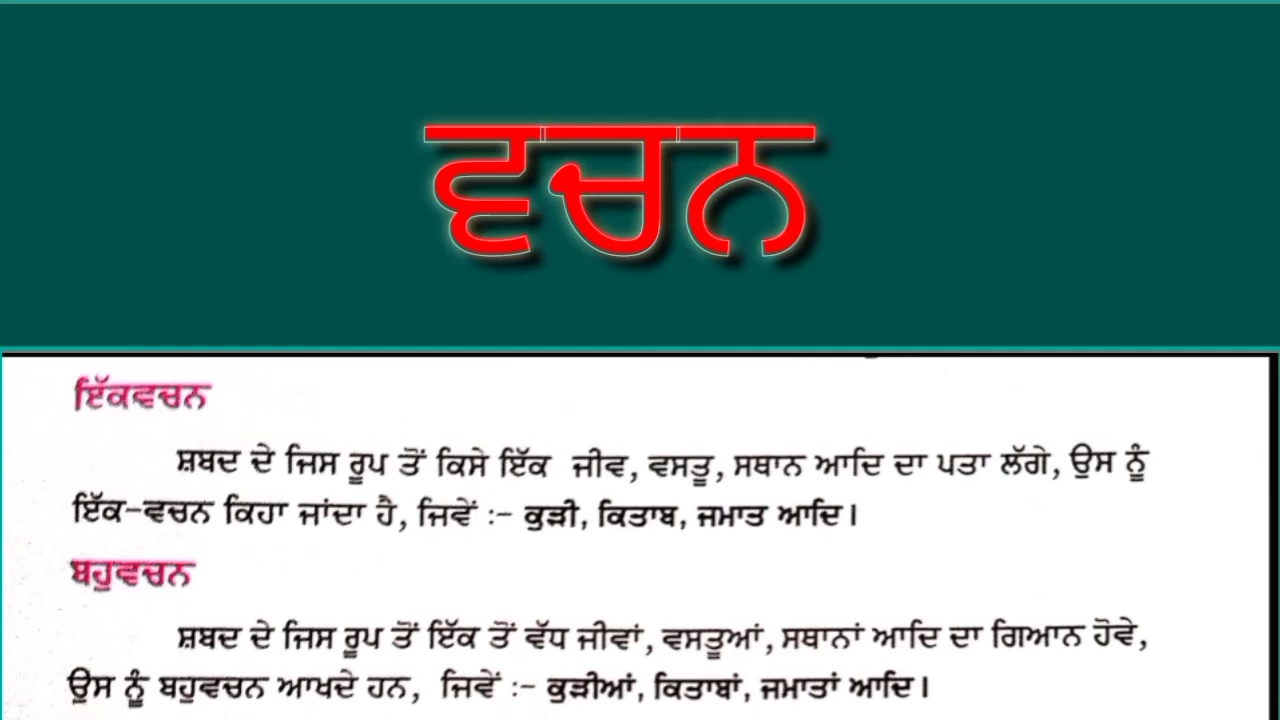 ਵਚਨ
ਇੱਕਵਚਨ
ਸ਼ਬਦ ਦੇ ਜਿਸ ਰੂਪ ਤੋਂ ਕਿਸੇ ਇੱਕ ਜੀਵ, ਵਸਤੂ, ਸਥਾਨ ਆਦਿ ਦਾ ਪਤਾ ਲੱਗੇ, ਉਸ ਨੂੰ
ਇੱਕ-ਵਚਨ ਕਿਹਾ ਜਾਂਦਾ ਹੈ, ਜਿਵੇਂ :- ਕੁੜੀ, ਕਿਤਾਬ, ਜਮਾਤ ਆਦਿ।
ਬਹੁਵਚਨ
ਸ਼ਬਦ ਦੇ ਜਿਸ ਰੂਪ ਤੋਂ ਇੱਕ ਤੋਂ ਵੱਧ ਜੀਵਾਂ, ਵਸਤੂਆਂ, ਸਥਾਨਾਂ ਆਦਿ ਦਾ ਗਿਆਨ ਹੋਵੇ,
ਉਸ ਨੂੰ ਬਹੁਵਚਨ ਆਖਦੇ ਹਨ, ਜਿਵੇਂ :- ਕੁੜੀਆਂ, ਕਿਤਾਬਾਂ, ਜਮਾਤਾਂ ਆਦਿ।